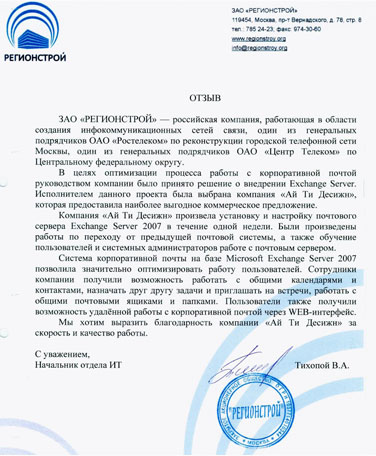 РЕГИОНСТРОЙ
ЗАО «РЕГИОНСТРОЙ»
119454, Москва, пр-т Вернадского, д. 78, стр. 8
тел.: 785 24-23; факс: 974-30-60
www.regionstroy.org
info@regionstroy.org
ОТЗЫВ
ЗАО «РЕГИОНСТРОЙ» — российская компания, работающая в области
создания инфокоммуникационных сетей связи, один из генеральных
подрядчиков ОАО «Ростелеком» по реконструкции городской телефонной сети
Москвы, один из генеральных подрядчиков ОАО «Центр Телеком» по
Центральному федеральному округу.
В целях оптимизации процесса работы с корпоративной почтой
руководством компании было принято решение о внедрении Exchange Server.
Исполнителем данного проекта была выбрана компания «Ай Ти Десижн»,
которая предоставила наиболее выгодное коммерческое предложение.
Компания «Ай Ти Десижн» произвела установку и настройку почтового
сервера Exchange Server 2007 в течение одной недели. Были произведены
работы по переходу от предыдущей почтовой системы, а также обучение
пользователей и системных администраторов работе с почтовым сервером.
Система корпоративной почты на базе Microsoft Exchange Server 2007
позволила значительно оптимизировать работу пользователей. Сотрудники
компании получили возможность работать с общими календарями и
контактами, назначать друг другу задачи и приглашать на встречи, работать с
общими почтовыми ящиками и папками. Пользователи также получили
возможность удалённой работы с корпоративной почтой через WEB-интерфейс.
Мы хотим выразить благодарность компании «Ай Ти Десижн» за
скорость и качество работы.
С уважением,
Начальник отдела ИТ
Тихопой В.А.
"РЕГИОНСТРОЙ"
МОСКВА